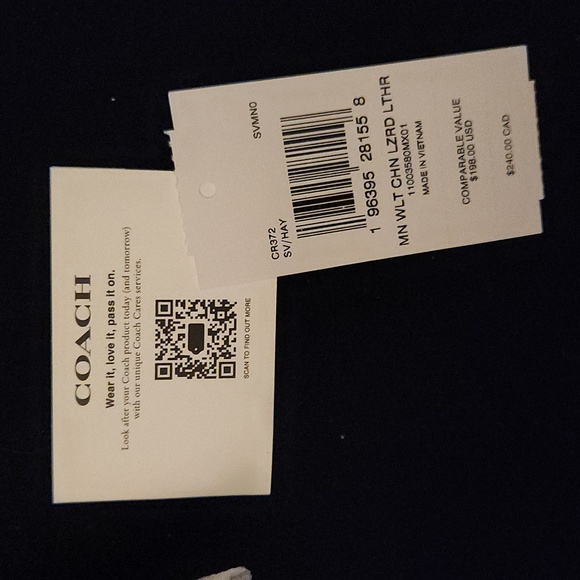 COACH
Wear it, love it, pass it on.
Look after your Coach product today (and tomorrow)
with our unique Coach Cares services.
SCAN TO FIND OUT MORE
SVMN0
CR372
SV/HAY
1 96395 28155 8
MN WLT CHN LZRD LTHR
11003580MX01
MADE IN VIETNAM
COMPARABLE VALUE
$198.00 USD
$240.00 CAD